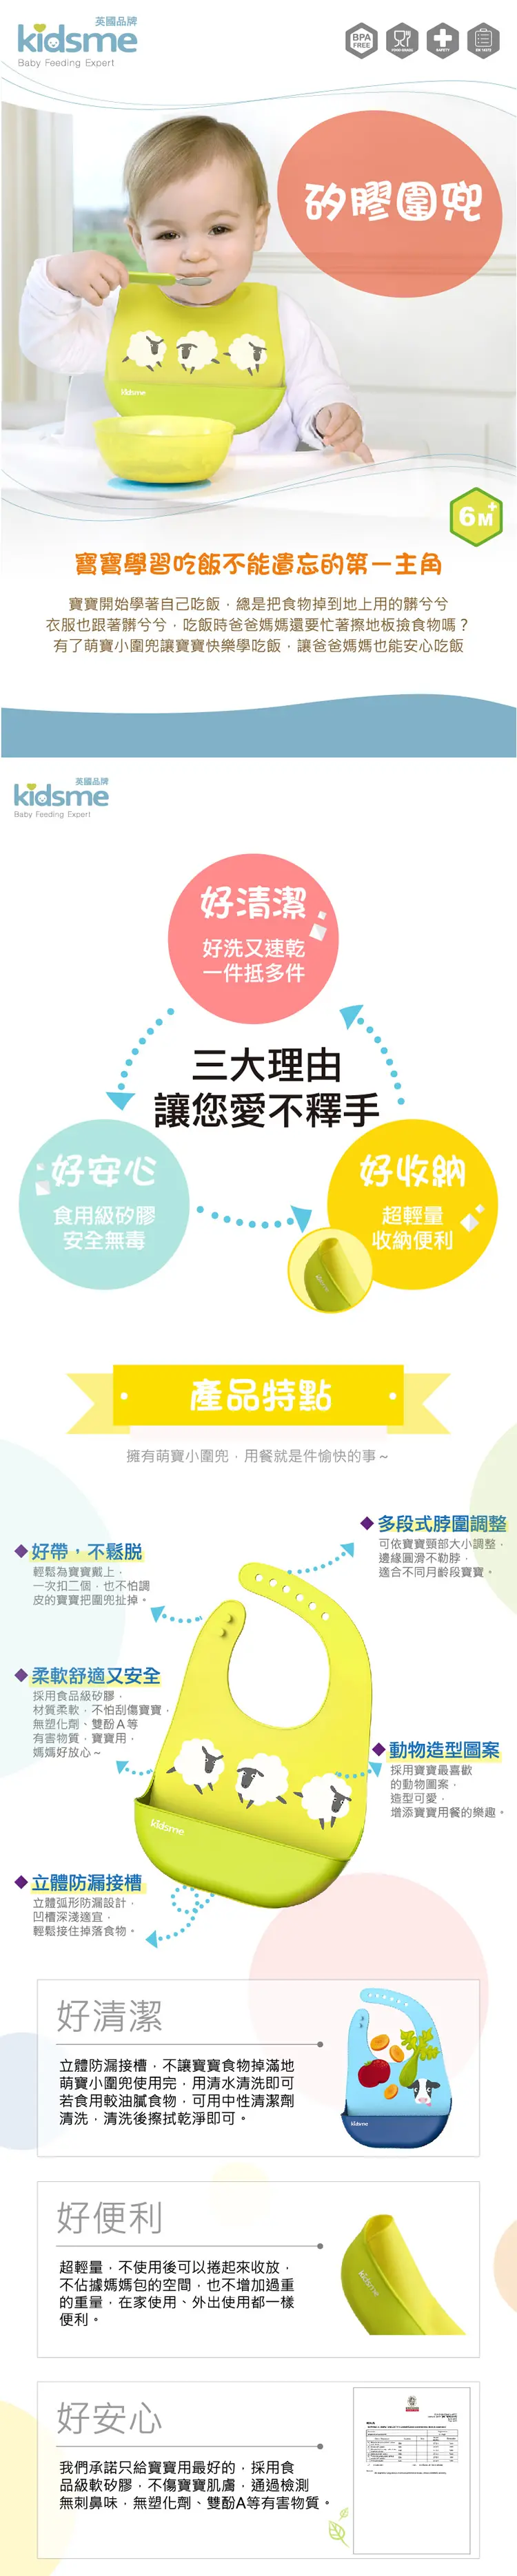 英國品牌
kidsme
Baby Feeding Expert
BPA
FREE
FOOD GRADE
SAFETY
矽膠圍兜
kidsme
6M+
寶寶學習吃飯不能遺忘的第一主角
寶寶開始學著自己吃飯，總是把食物掉到地上用的髒兮兮
衣服也跟著髒兮兮，吃飯時爸爸媽媽還要忙著擦地板撿食物嗎？
有了萌寶小圍兜讓寶寶快樂學吃飯，讓爸爸媽媽也能安心吃飯
英國品牌
kidsme
Baby Feeding Expert
好清潔
好洗又速乾
一件抵多件
三大理由
讓您愛不釋手
好安心
食用級矽膠
安全無毒
好收納
超輕量
收納便利
kidsme
產品特點
擁有萌寶小圍兜，用餐就是件愉快的事～
多段式脖圍調整
可依寶寶頸部大小調整，
邊緣圓滑不勒脖，
適合不同月齡段寶寶。
好帶，不鬆脫
輕鬆為寶寶戴上，
一次扣二個，也不怕調
皮的寶寶把圍兜扯掉。
柔軟舒適又安全
採用食品級矽膠，
材質柔軟，不怕刮傷寶寶，
無塑化劑、雙酚Ａ等
有害物質，寶寶用，
媽媽好放心～
動物造型圖案
採用寶寶最喜歡
的動物圖案，
造型可愛，
增添寶寶用餐的樂趣。
kidsme
立體防漏接槽
立體弧形防漏設計，
凹槽深淺適宜，
輕鬆接住掉落食物。
好清潔
立體防漏接槽，不讓寶寶食物掉滿地
萌寶小圍兜使用完，用清水清洗即可
若食用較油膩食物，可用中性清潔劑
清洗，清洗後擦拭乾淨即可。
kidsme
好便利
超輕量，不使用後可以捲起來收放，
不佔據媽媽包的空間，也不增加過重
的重量，在家使用、外出使用都一樣
便利。
kidsme
好安心
我們承諾只給寶寶用最好的，採用食
品級軟矽膠，不傷寶寶肌膚，通過檢測
無刺鼻味，無塑化劑、雙酚A等有害物質。